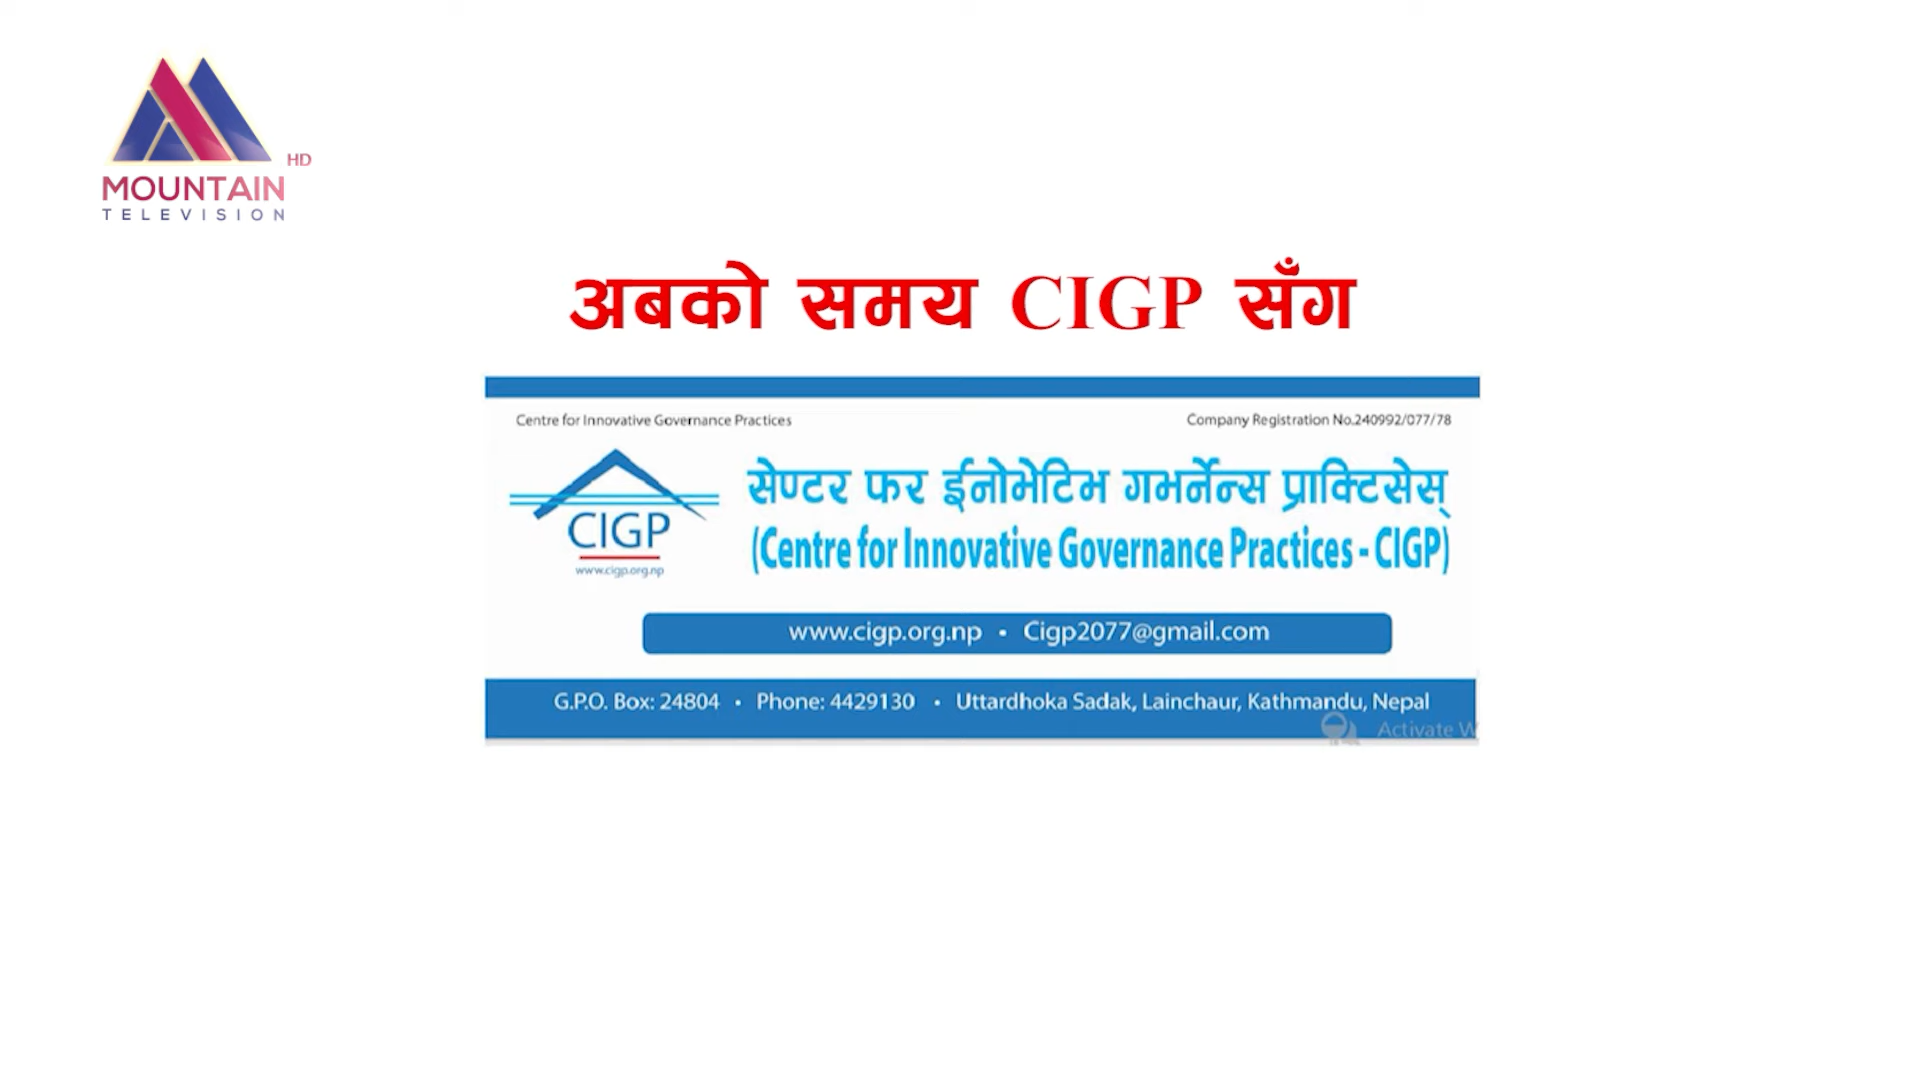 HD
MOUNTAIN
TELEVISION
अबको समय CIGP सँग
Centre for Innovative Governance Practices
Company Registration No.240992/077/78
सेण्टर फर ईनोभेटिभ गभर्नेन्स प्राक्टिसेस्
(Centre for Innovative Governance Practices - CIGP)
CIGP
www.cigp.org.np
www.cigp.org.np • Cigp2077@gmail.com
G.P.O. Box: 24804 • Phone: 4429130 • Uttardhoka Sadak, Lainchaur, Kathmandu, Nepal
Activate W